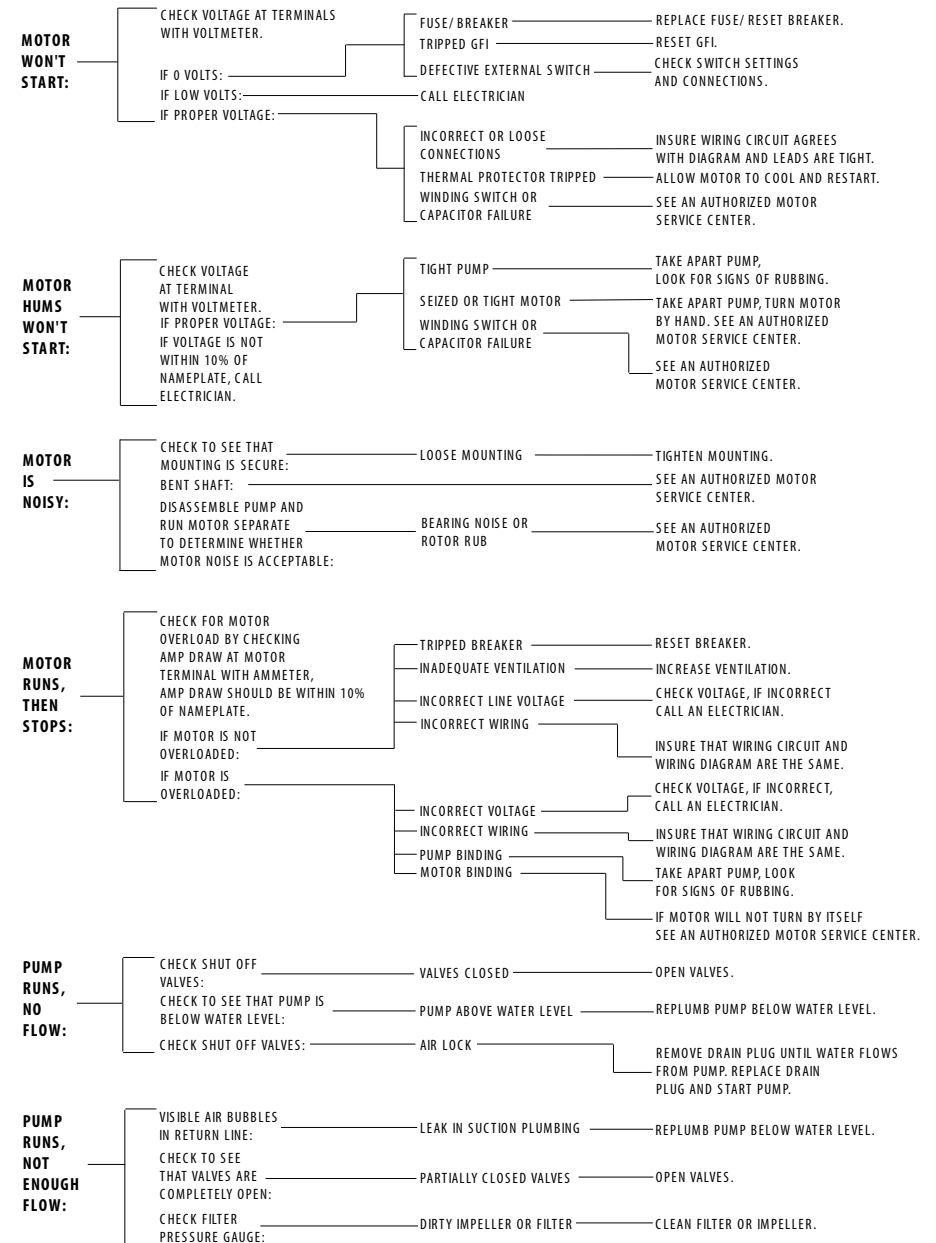 MOTOR
WON'T
START:
CHECK VOLTAGE AT TERMINALS
WITH VOLTMETER.
IF 0 VOLTS:
FUSE/ BREAKER
REPLACE FUSE/ RESET BREAKER.
TRIPPED GFI
RESET GFI.
DEFECTIVE EXTERNAL SWITCH
CHECK SWITCH SETTINGS
AND CONNECTIONS.
IF LOW VOLTS:
CALL ELECTRICIAN
IF PROPER VOLTAGE:
INCORRECT OR LOOSE
CONNECTIONS
INSURE WIRING CIRCUIT AGREES
WITH DIAGRAM AND LEADS ARE TIGHT.
THERMAL PROTECTOR TRIPPED
ALLOW MOTOR TO COOL AND RESTART.
WINDING SWITCH OR
CAPACITOR FAILURE
SEE AN AUTHORIZED MOTOR
SERVICE CENTER.
MOTOR
HUMS
WON'T
START:
CHECK VOLTAGE
AT TERMINAL
WITH VOLTMETER.
IF PROPER VOLTAGE:
IF VOLTAGE IS NOT
WITHIN 10% OF
NAMEPLATE, CALL
ELECTRICIAN.
TIGHT PUMP
TAKE APART PUMP,
LOOK FOR SIGNS OF RUBBING.
SEIZED OR TIGHT MOTOR
TAKE APART PUMP, TURN MOTOR
BY HAND. SEE AN AUTHORIZED
MOTOR SERVICE CENTER.
WINDING SWITCH OR
CAPACITOR FAILURE
SEE AN AUTHORIZED
MOTOR SERVICE CENTER.
MOTOR
IS
NOISY:
CHECK TO SEE THAT
MOUNTING IS SECURE:
LOOSE MOUNTING
TIGHTEN MOUNTING.
BENT SHAFT:
SEE AN AUTHORIZED MOTOR
SERVICE CENTER.
DISASSEMBLE PUMP AND
RUN MOTOR SEPARATE
TO DETERMINE WHETHER
MOTOR NOISE IS ACCEPTABLE:
BEARING NOISE OR
ROTOR RUB
SEE AN AUTHORIZED
MOTOR SERVICE CENTER.
MOTOR
RUNS,
THEN
STOPS:
CHECK FOR MOTOR
OVERLOAD BY CHECKING
AMP DRAW AT MOTOR
TERMINAL WITH AMMETER,
AMP DRAW SHOULD BE WITHIN 10%
OF NAMEPLATE.
IF MOTOR IS NOT
OVERLOADED:
TRIPPED BREAKER
RESET BREAKER.
INADEQUATE VENTILATION
INCREASE VENTILATION.
INCORRECT LINE VOLTAGE
CHECK VOLTAGE, IF INCORRECT
CALL AN ELECTRICIAN.
INCORRECT WIRING
INSURE THAT WIRING CIRCUIT AND
WIRING DIAGRAM ARE THE SAME.
IF MOTOR IS
OVERLOADED:
INCORRECT VOLTAGE
CHECK VOLTAGE, IF INCORRECT,
CALL AN ELECTRICIAN.
INCORRECT WIRING
INSURE THAT WIRING CIRCUIT AND
WIRING DIAGRAM ARE THE SAME.
PUMP BINDING
TAKE APART PUMP, LOOK
FOR SIGNS OF RUBBING.
MOTOR BINDING
IF MOTOR WILL NOT TURN BY ITSELF
SEE AN AUTHORIZED MOTOR SERVICE CENTER.
PUMP
RUNS,
NO
FLOW:
CHECK SHUT OFF
VALVES:
VALVES CLOSED
OPEN VALVES.
CHECK TO SEE THAT PUMP IS
BELOW WATER LEVEL:
PUMP ABOVE WATER LEVEL
REPLUMB PUMP BELOW WATER LEVEL.
CHECK SHUT OFF VALVES:
AIR LOCK
REMOVE DRAIN PLUG UNTIL WATER FLOWS
FROM PUMP. REPLACE DRAIN
PLUG AND START PUMP.
PUMP
RUNS,
NOT
ENOUGH
FLOW:
VISIBLE AIR BUBBLES
IN RETURN LINE:
LEAK IN SUCTION PLUMBING
REPLUMB PUMP BELOW WATER LEVEL.
CHECK TO SEE
THAT VALVES ARE
COMPLETELY OPEN:
PARTIALLY CLOSED VALVES
OPEN VALVES.
CHECK FILTER
PRESSURE GAUGE:
DIRTY IMPELLER OR FILTER
CLEAN FILTER OR IMPELLER.